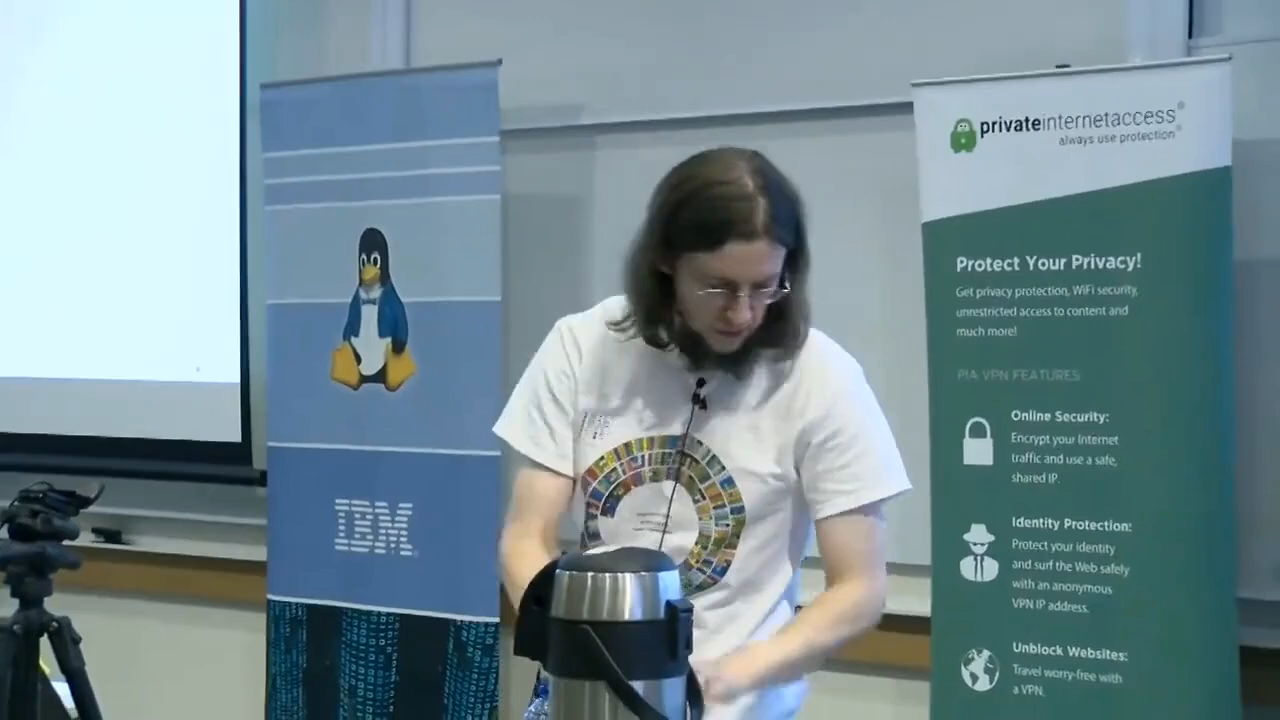 IBM
privateinternetaccess®
always use protection®
Protect Your Privacy!
Get privacy protection, WiFi security,
unrestricted access to content and
much more!
PIA VPN FEATURES
Online Security:
Encrypt your Internet
traffic and use a safe,
shared IP.
Identity Protection:
Protect your identity
and surf the Web safely
with an anonymous
VPN IP address.
Unblock Websites:
Travel worry-free with
a VPN.